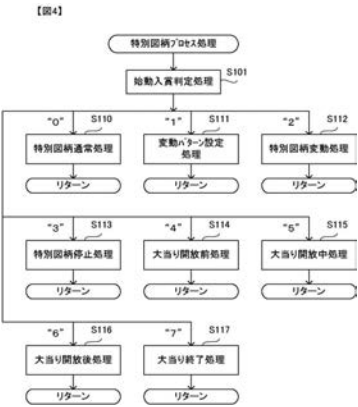 【図4】
特別図柄プロセス処理
S101
始動入賞判定処理
“0” S110 “1” S111 “2” S112
特別図柄通常処理 変動パターン設定処理 特別図柄変動処理
リターン リターン リターン
“3” S113 “4” S114 “5” S115
特別図柄停止処理 大当り開放前処理 大当り開放中処理
リターン リターン リターン
“6” S116 “7” S117
大当り開放後処理 大当り終了処理
リターン リターン